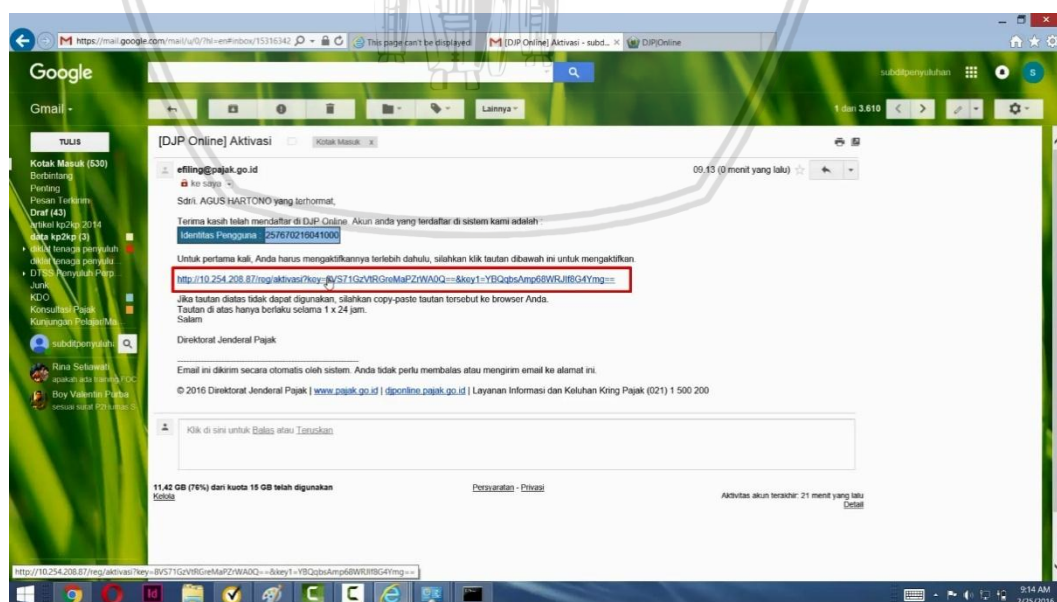 https://mail.google.com/mail/u/0/?hl=en#inbox/15316342
This page can't be displayed
[DJP Online] Aktivasi - subd...
DJP|Online
Google
subditpenyuluhan
S
Gmail
Lainnya
1 dari 3.610
TULIS
[DJP Online] Aktivasi
Kotak Masuk x
Kotak Masuk (530)
Berbintang
Penting
Pesan Terkirim
Draf (43)
artikel kp2kp 2014
data kp2kp (3)
diklat tenaga penyuluh
diklat tenaga penyulu...
DTSS Penyuluh Perp...
Junk
KDO
Konsultasi Pajak
Kunjungan Pelajar/Ma...
subditpenyuluh
Rina Setiawati
apakah ada training
Boy Valentin Purba
efiling@pajak.go.id
09.13 (0 menit yang lalu)
ke saya
Sdr/i. AGUS HARTONO yang terhormat,
Terima kasih telah mendaftar di DJP Online. Akun anda yang terdaftar di sistem kami adalah :
Identitas Pengguna : 257670216041000
Untuk pertama kali, Anda harus mengaktifkannya terlebih dahulu, silahkan klik tautan dibawah ini untuk mengaktifkan.
http://10.254.208.87/reg/aktivasi?key=8VS71GzVtRGreMaPZrWA0Q==&key1=YBQqbsAmp68WRJlf8G4Ymg==
Jika tautan diatas tidak dapat digunakan, silahkan copy-paste tautan tersebut ke browser Anda.
Tautan di atas hanya berlaku selama 1 x 24 jam.
Salam
Direktorat Jenderal Pajak
Email ini dikirim secara otomatis oleh sistem. Anda tidak perlu membalas atau mengirim email ke alamat ini.
© 2016 Direktorat Jenderal Pajak | www.pajak.go.id | djponline.pajak.go.id | Layanan Informasi dan Keluhan Kring Pajak (021) 1 500 200
Klik di sini untuk Balas atau Teruskan
11,42 GB (76%) dari kuota 15 GB telah digunakan
Kelola
Persyaratan - Privasi
Aktivitas akun terakhir: 21 menit yang lalu
Detail
http://10.254.208.87/reg/aktivasi?key=8VS71GzVtRGreMaPZrWA0Q==&key1=YBQqbsAmp68WRJlf8G4Ymg==
9:14 AM
3/25/2016